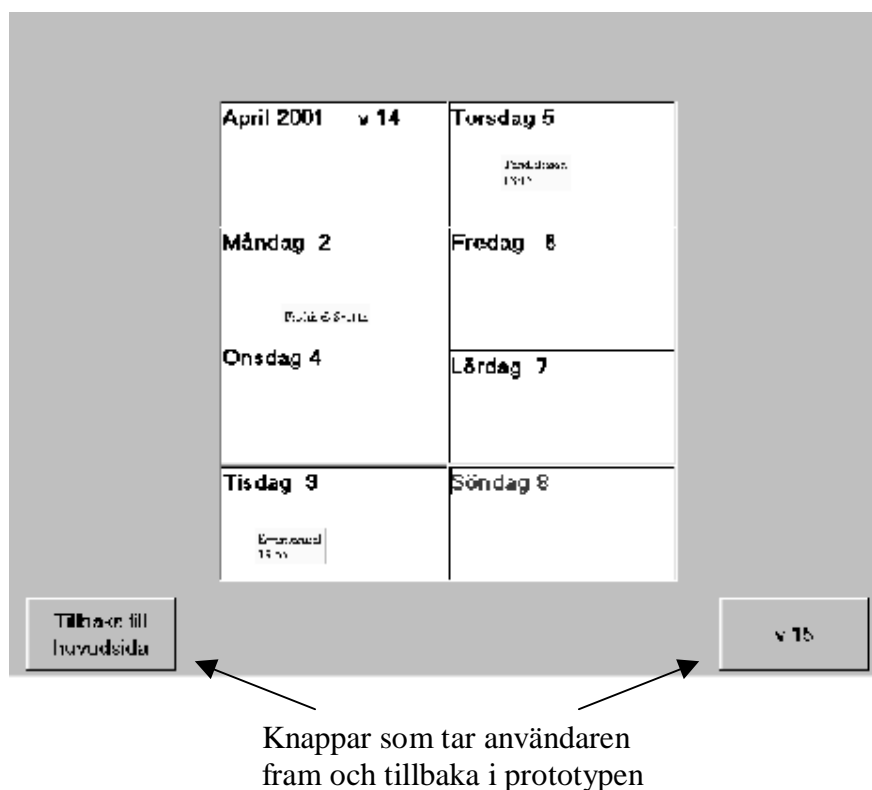 April 2001 v 14
Måndag 2
Onsdag 4
Tisdag 3
Torsdag 5
Fredag 6
Lördag 7
Söndag 8
Tillbaka till
huvudsida
v 15
Knappar som tar användaren
fram och tillbaka i prototypen